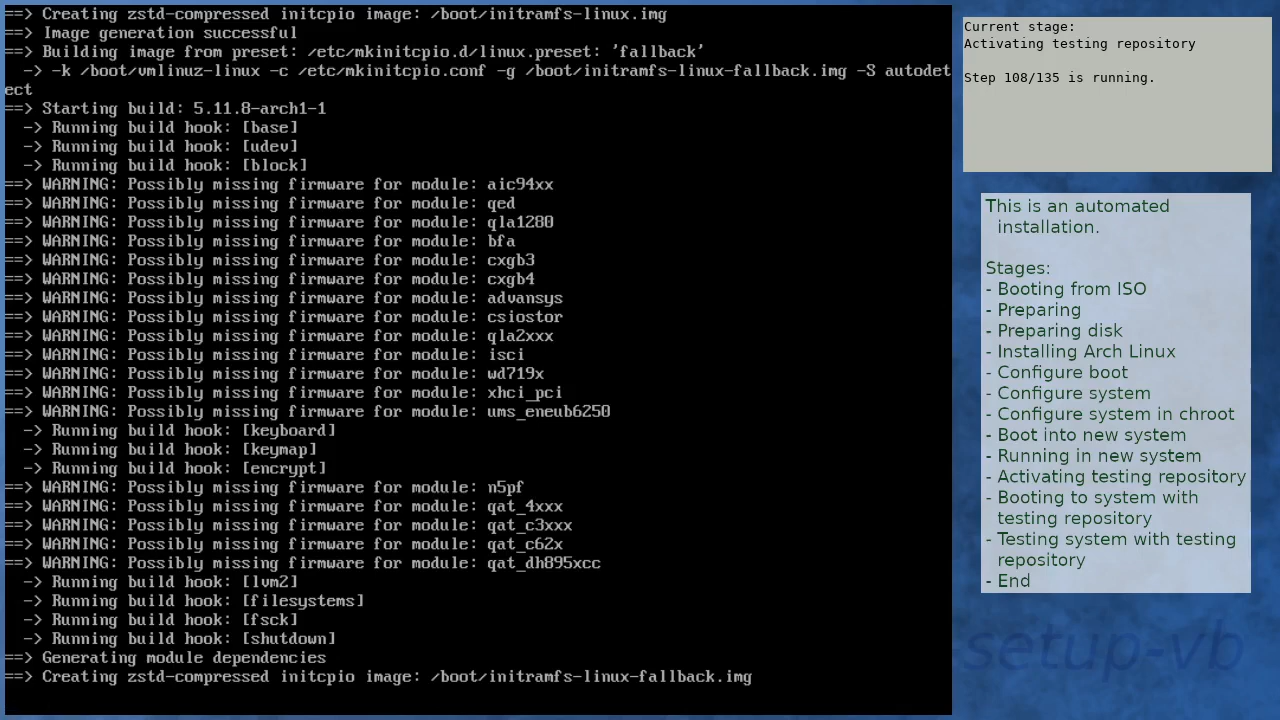 ==> Creating zstd-compressed initcpio image: /boot/initramfs-linux.img
==> Image generation successful
==> Building image from preset: /etc/mkinitcpio.d/linux.preset: 'fallback'
  -> -k /boot/vmlinuz-linux -c /etc/mkinitcpio.conf -g /boot/initramfs-linux-fallback.img -S autodet
ect
==> Starting build: 5.11.8-arch1-1
  -> Running build hook: [base]
  -> Running build hook: [udev]
  -> Running build hook: [block]
==> WARNING: Possibly missing firmware for module: aic94xx
==> WARNING: Possibly missing firmware for module: qed
==> WARNING: Possibly missing firmware for module: qla1280
==> WARNING: Possibly missing firmware for module: bfa
==> WARNING: Possibly missing firmware for module: cxgb3
==> WARNING: Possibly missing firmware for module: cxgb4
==> WARNING: Possibly missing firmware for module: advansys
==> WARNING: Possibly missing firmware for module: csiostor
==> WARNING: Possibly missing firmware for module: qla2xxx
==> WARNING: Possibly missing firmware for module: isci
==> WARNING: Possibly missing firmware for module: wd719x
==> WARNING: Possibly missing firmware for module: xhci_pci
==> WARNING: Possibly missing firmware for module: ums_eneub6250
  -> Running build hook: [keyboard]
  -> Running build hook: [keymap]
  -> Running build hook: [encrypt]
==> WARNING: Possibly missing firmware for module: n5pf
==> WARNING: Possibly missing firmware for module: qat_4xxx
==> WARNING: Possibly missing firmware for module: qat_c3xxx
==> WARNING: Possibly missing firmware for module: qat_c62x
==> WARNING: Possibly missing firmware for module: qat_dh895xcc
  -> Running build hook: [lvm2]
  -> Running build hook: [filesystems]
  -> Running build hook: [fsck]
  -> Running build hook: [shutdown]
==> Generating module dependencies
==> Creating zstd-compressed initcpio image: /boot/initramfs-linux-fallback.img
Current stage:
Activating testing repository
Step 108/135 is running.
This is an automated
installation.
Stages:
- Booting from ISO
- Preparing
- Preparing disk
- Installing Arch Linux
- Configure boot
- Configure system
- Configure system in chroot
- Boot into new system
- Running in new system
- Activating testing repository
- Booting to system with
testing repository
- Testing system with testing
repository
- End
-setup-vb